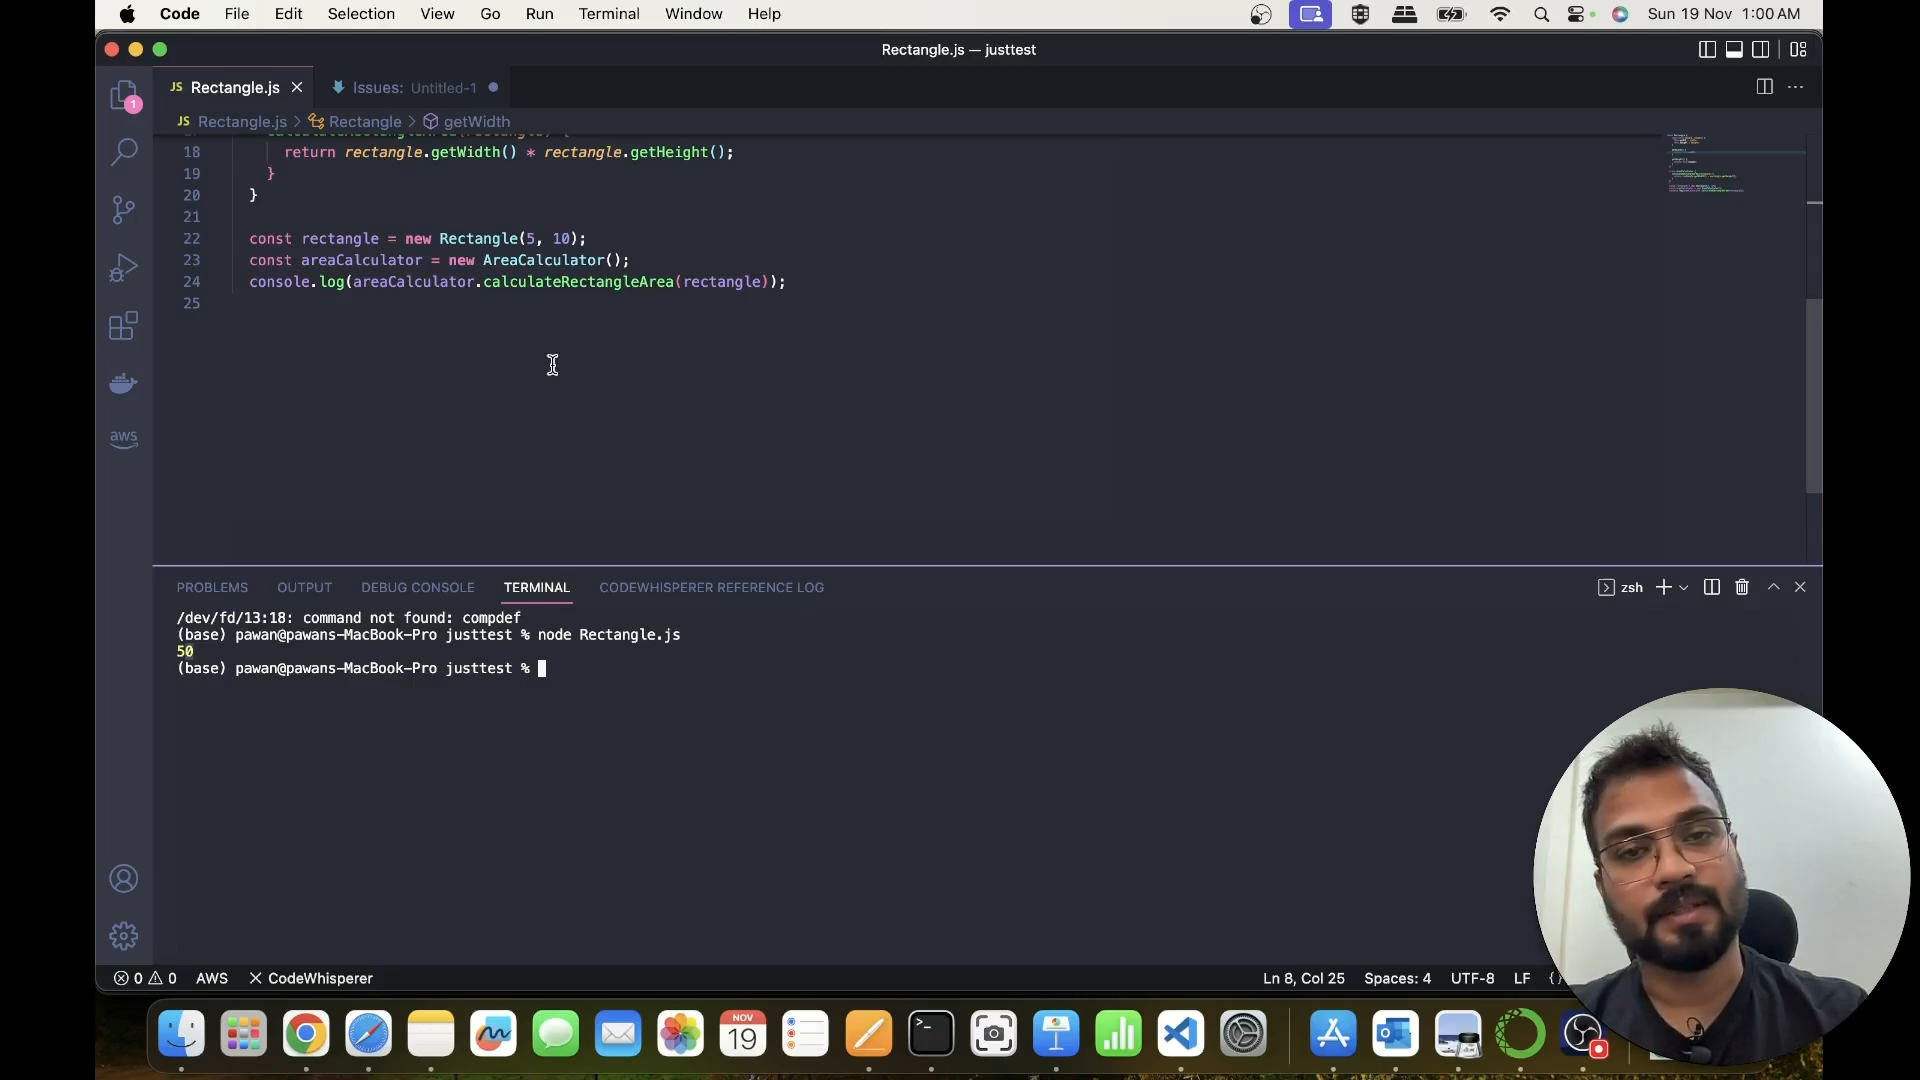 Code File Edit Selection View Go Run Terminal Window Help Sun 19 Nov 1:00 AM
Rectangle.js — justtest
JS Rectangle.js Issues: Untitled-1
JS Rectangle.js > Rectangle > getWidth
1
18 return rectangle.getWidth() * rectangle.getHeight();
19 }
20 }
21
22 const rectangle = new Rectangle(5, 10);
23 const areaCalculator = new AreaCalculator();
24 console.log(areaCalculator.calculateRectangleArea(rectangle));
25
aws
PROBLEMS OUTPUT DEBUG CONSOLE TERMINAL CODEWHISPERER REFERENCE LOG zsh
/dev/fd/13:18: command not found: compdef
(base) pawan@pawans-MacBook-Pro justtest % node Rectangle.js
50
(base) pawan@pawans-MacBook-Pro justtest %
0 0 AWS CodeWhisperer Ln 8, Col 25 Spaces: 4 UTF-8 LF {
NOV
19